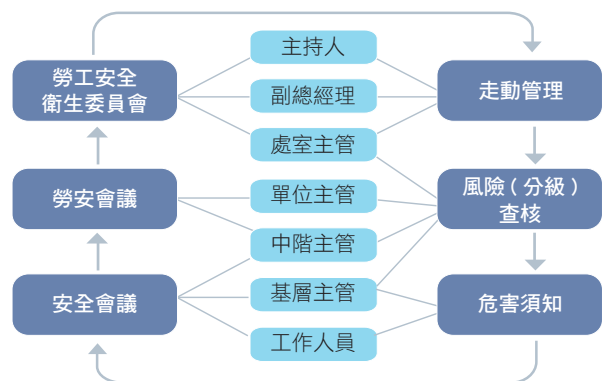 勞工安全
衛生委員會
勞安會議
安全會議
主持人
副總經理
處室主管
單位主管
中階主管
基層主管
工作人員
走動管理
風險(分級)
查核
危害須知